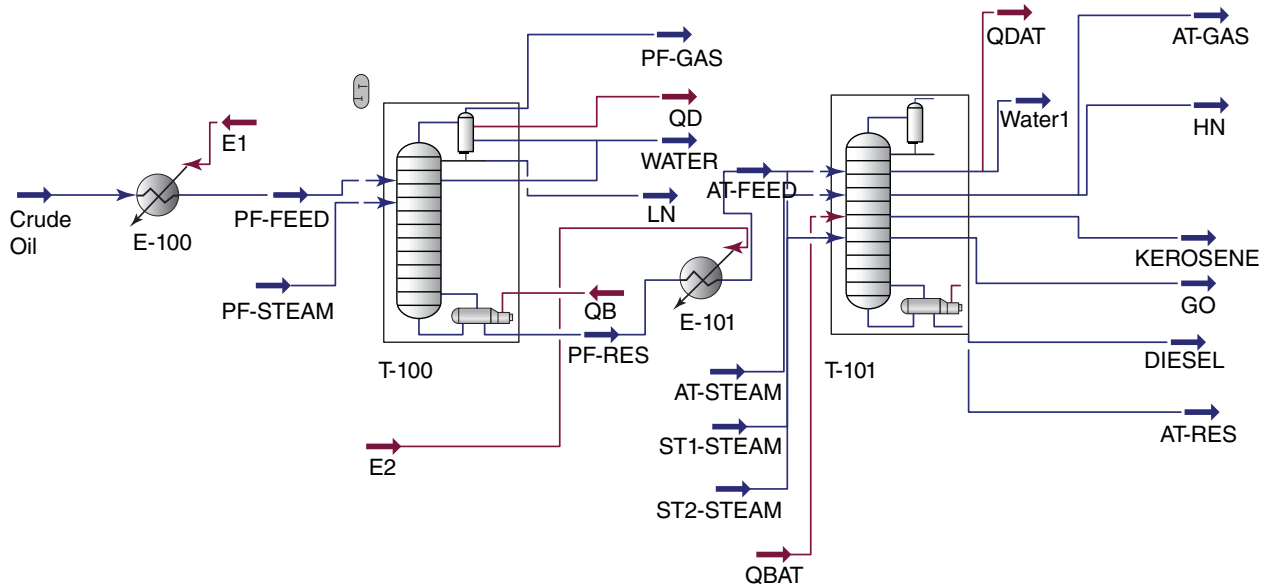 QDAT
AT-GAS
PF-GAS
QD
Water1
HN
E1
WATER
AT-FEED
Crude
Oil
PF-FEED
LN
E-100
KEROSENE
PF-STEAM
QB
E-101
GO
PF-RES
DIESEL
T-100
T-101
AT-STEAM
AT-RES
E2
ST1-STEAM
ST2-STEAM
QBAT